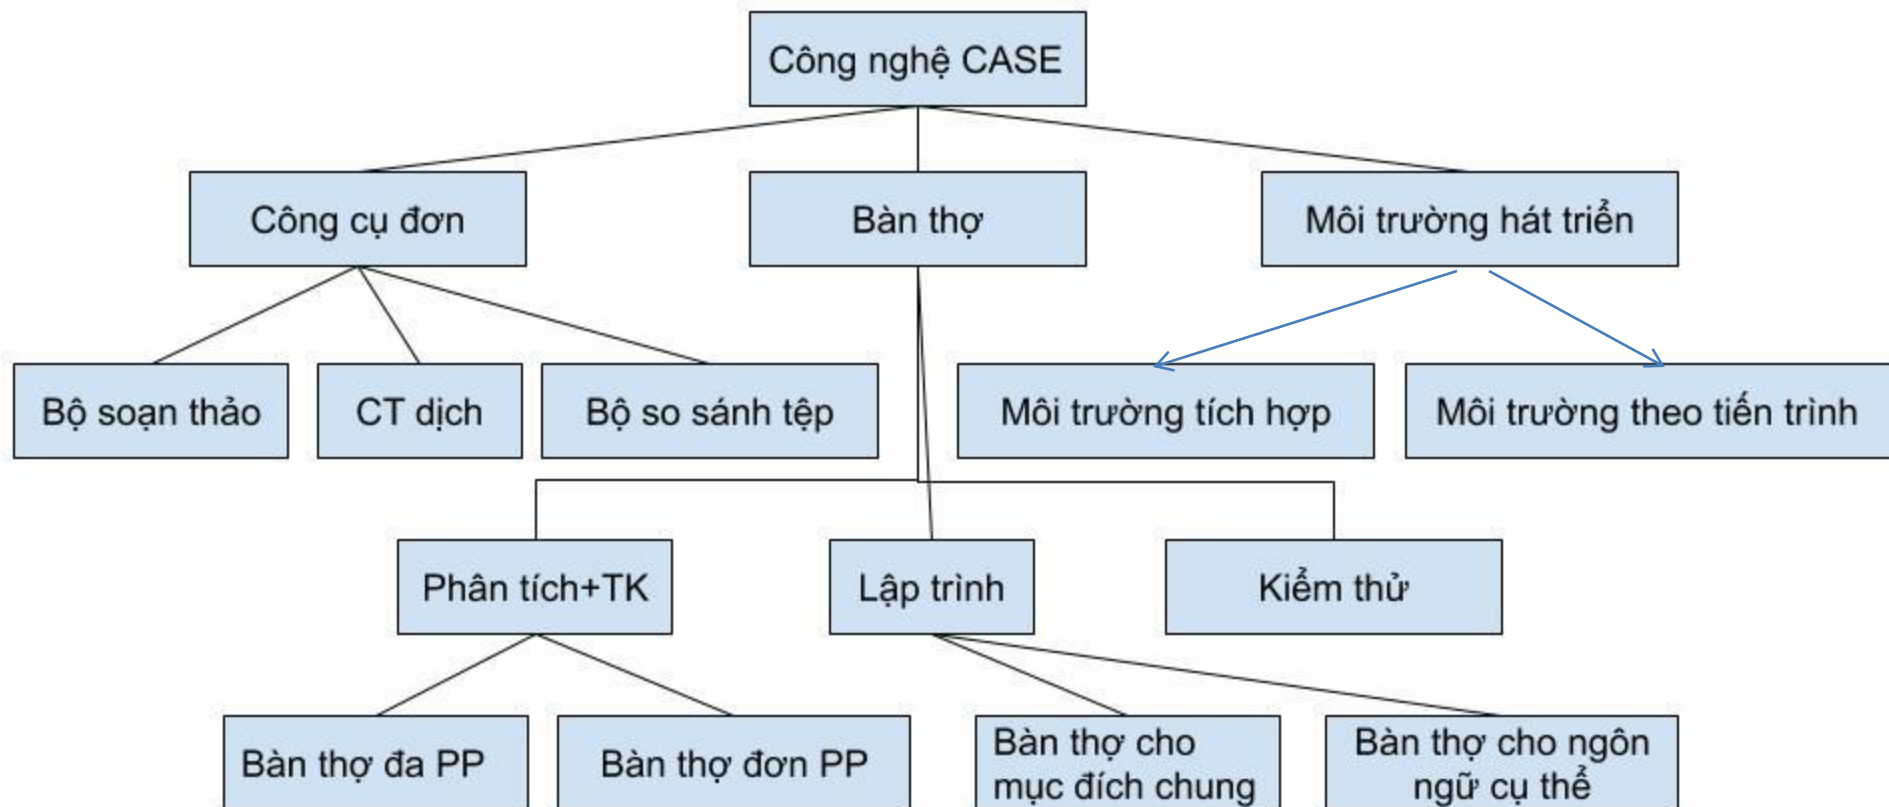 Công nghệ CASE
Công cụ đơn
Bàn thợ
Môi trường hát triển
Bộ soạn thảo
CT dịch
Bộ so sánh tệp
Môi trường tích hợp
Môi trường theo tiến trình
Phân tích+TK
Lập trình
Kiểm thử
Bàn thợ đa PP
Bàn thợ đơn PP
Bàn thợ cho
mục đích chung
Bàn thợ cho ngôn
ngữ cụ thể